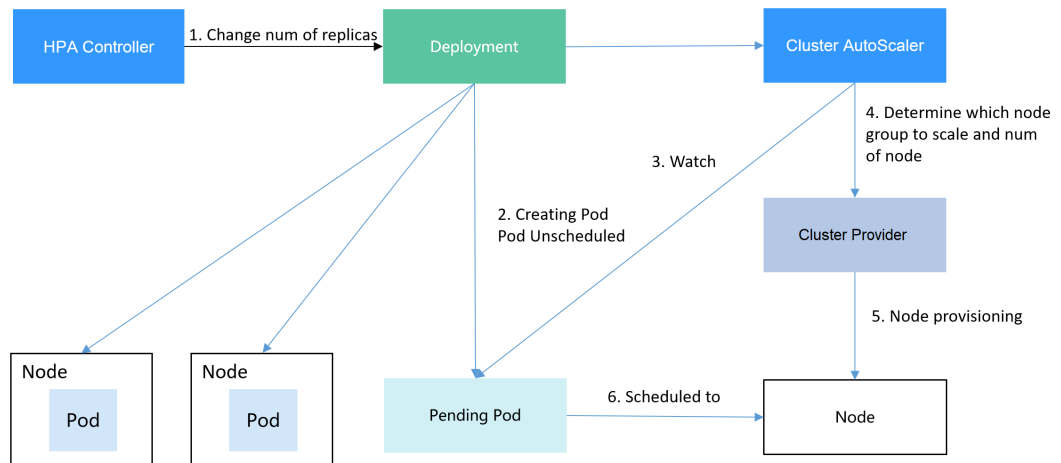 HPA Controller
1. Change num of replicas
Deployment
Cluster AutoScaler
4. Determine which node
group to scale and num
of node
3. Watch
2. Creating Pod
Pod Unscheduled
Cluster Provider
5. Node provisioning
Node
Pod
Node
Pod
Pending Pod
6. Scheduled to
Node